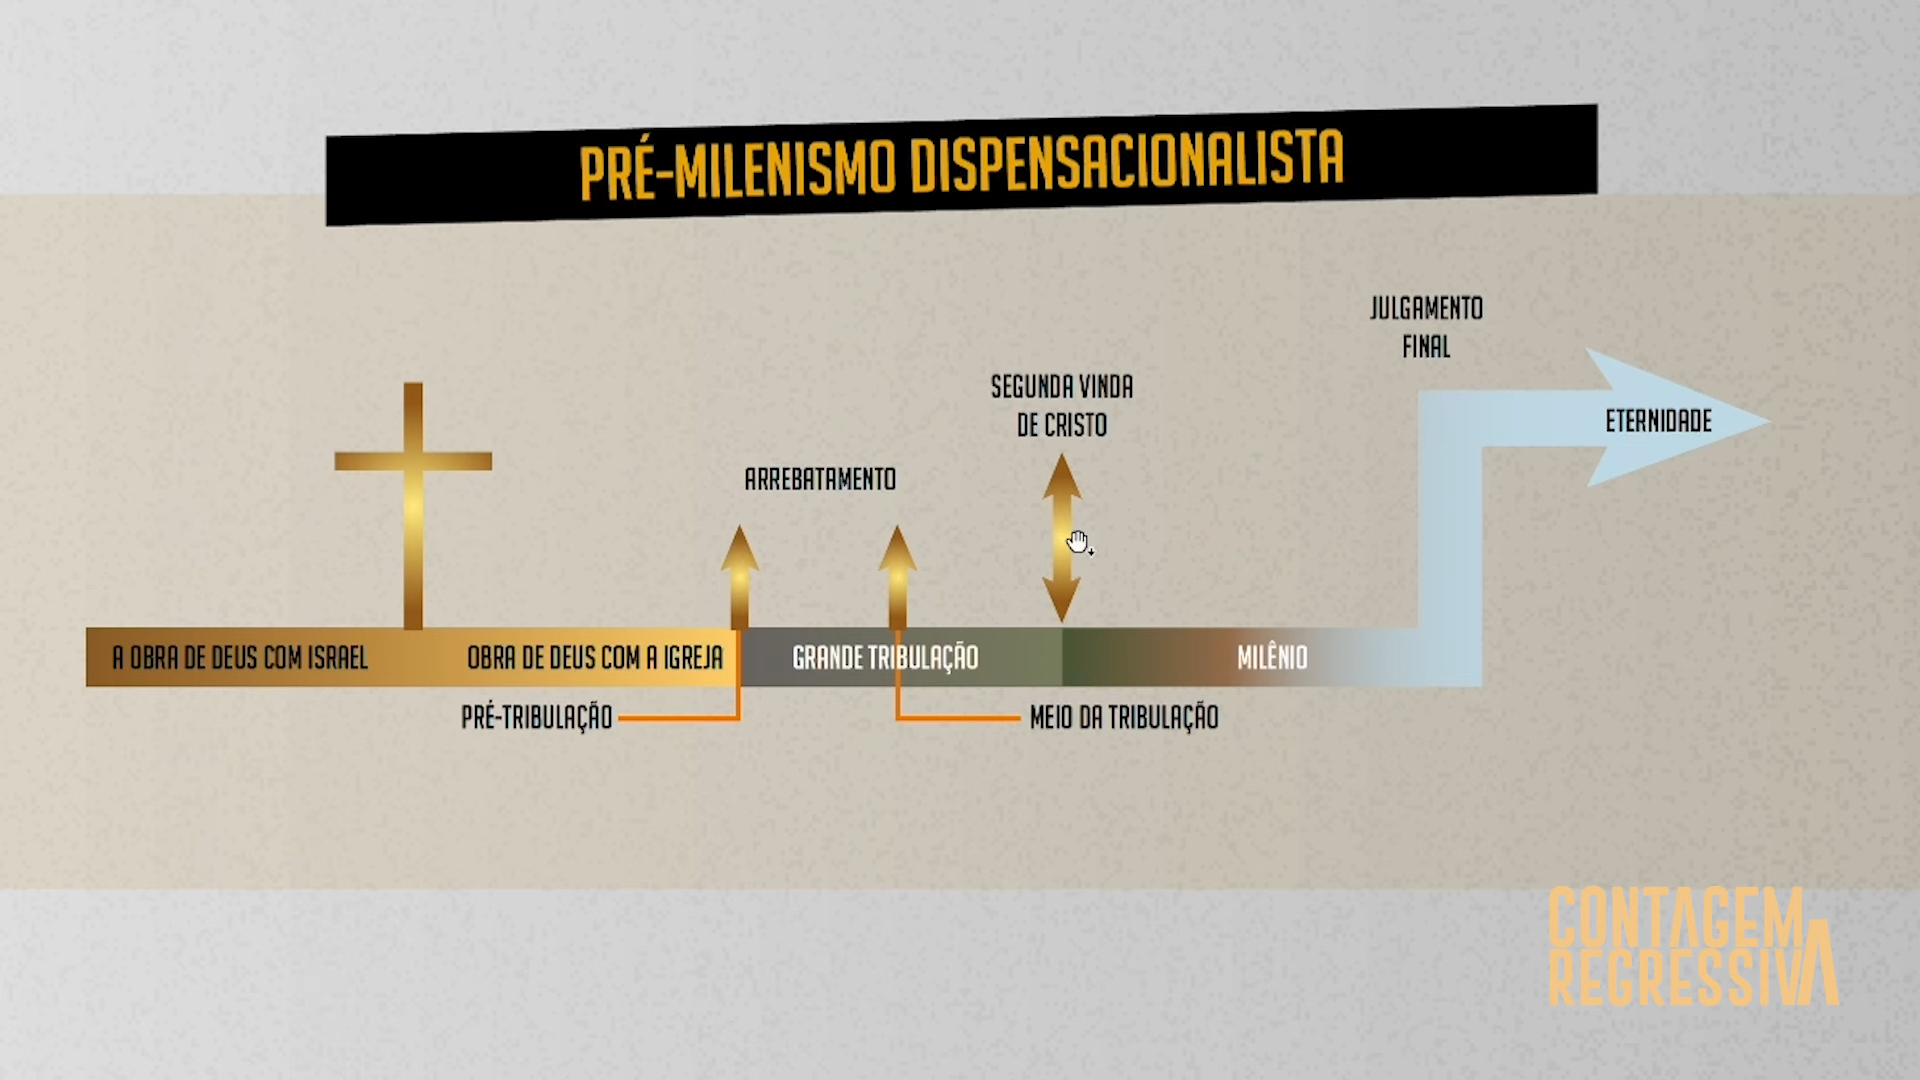 PRÉ-MILENISMO DISPENSACIONALISTA
JULGAMENTO
FINAL
SEGUNDA VINDA
DE CRISTO
ETERNIDADE
ARREBATAMENTO
A OBRA DE DEUS COM ISRAEL
OBRA DE DEUS COM A IGREJA
GRANDE TRIBULAÇÃO
MILÊNIO
PRÉ-TRIBULAÇÃO
MEIO DA TRIBULAÇÃO
CONTAGEM
REGRESSIVA